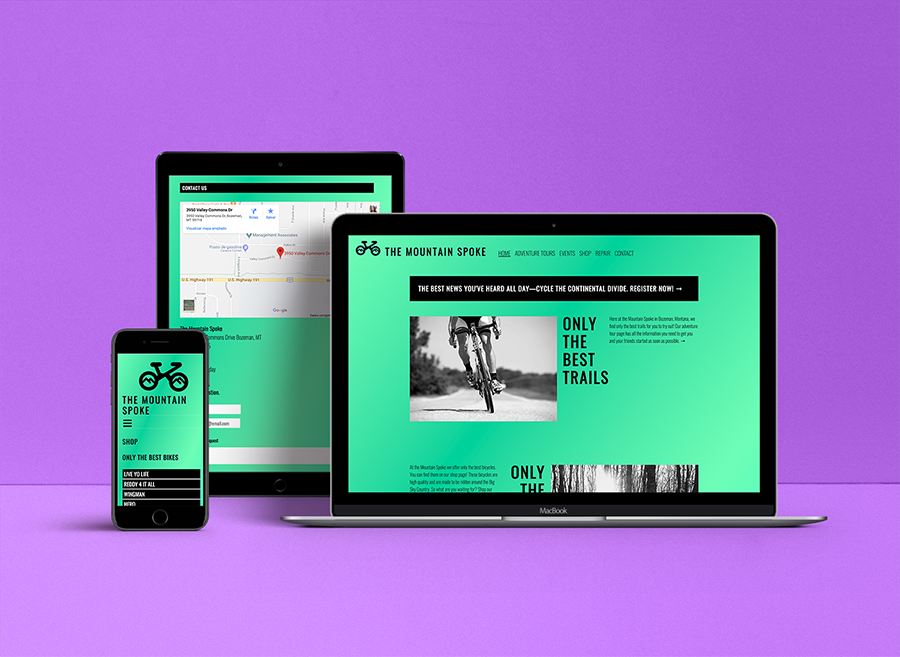 CONTACT US
3950 Valley Commons Dr
3950 Valley Commons Dr, Bozeman,
MT 59718
Visualizar mapa ampliado
Rotas
Salvar
Management Associates
Posto de gasolina
3950 Valley Commons Dr
U.S. Highway 191
U.S. Highway 191
Google
The Mountain Spoke
Commons Drive Bozeman, MT
THE MOUNTAIN
SPOKE
SHOP
ONLY THE BEST BIKES
LIVE YO LIFE
REDDY 4 IT ALL
WINGMAN
NITRO
THE MOUNTAIN SPOKE
HOME ADVENTURE TOURS EVENTS SHOP REPAIR CONTACT
THE BEST NEWS YOU'VE HEARD ALL DAY—CYCLE THE CONTINENTAL DIVIDE. REGISTER NOW! →
ONLY
THE
BEST
TRAILS
Here at the Mountain Spoke in Bozeman, Montana, we
find only the best trails for you to try out! Our adventure
tour page has all the information you need to get you
and your friends started as soon as possible. →
At the Mountain Spoke we offer only the best bicycles.
You can find them on our shop page! These bicycles are
high quality and are made to be ridden around the Big
Sky Country. So what are you waiting for? Shop our
ONLY
THE
MacBook